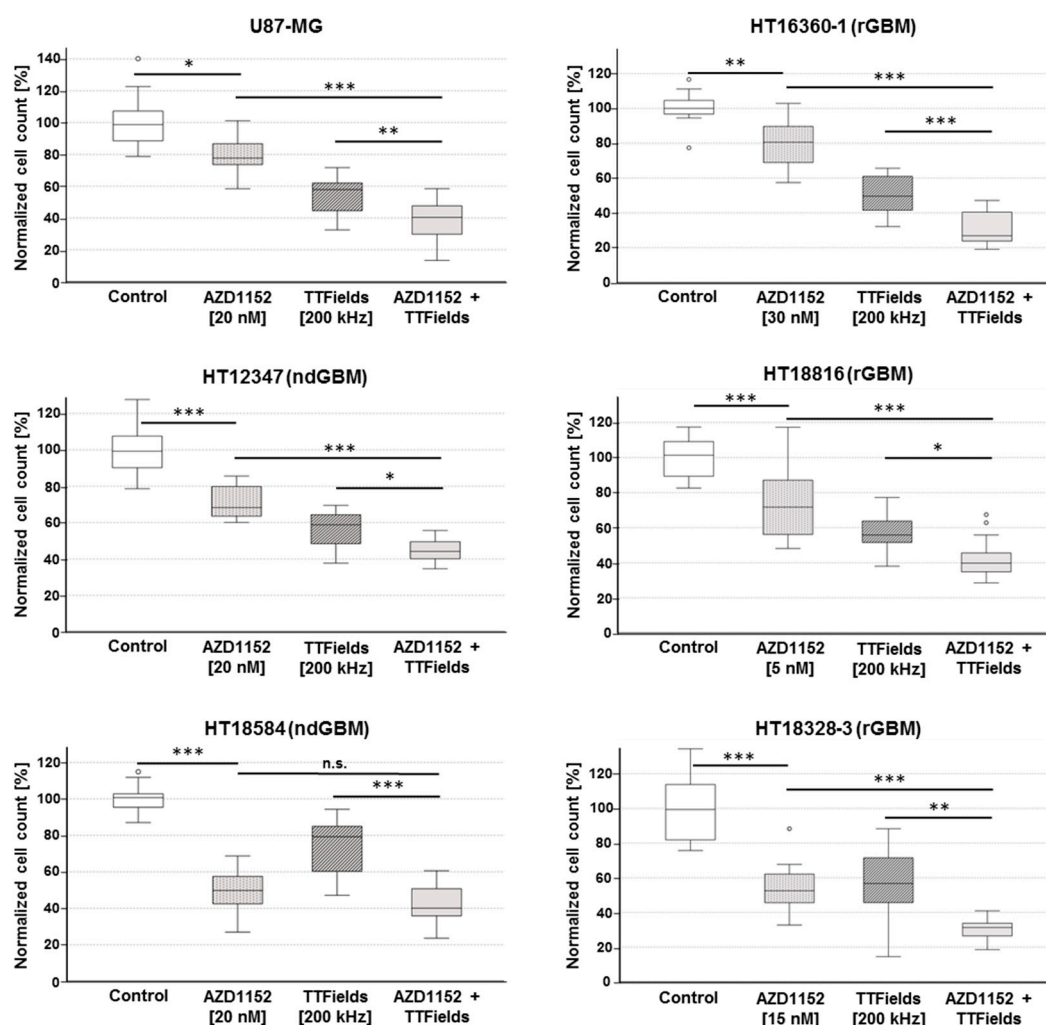 U87-MG
Normalized cell count [%]
140
120
100
80
60
40
20
0
*
***
**
Control
AZD1152
[20 nM]
TTFields
[200 kHz]
AZD1152 +
TTFields
HT16360-1 (rGBM)
Normalized cell count [%]
120
100
80
60
40
20
0
**
***
***
Control
AZD1152
[30 nM]
TTFields
[200 kHz]
AZD1152 +
TTFields
HT12347 (ndGBM)
Normalized cell count [%]
120
100
80
60
40
20
0
***
***
*
Control
AZD1152
[20 nM]
TTFields
[200 kHz]
AZD1152 +
TTFields
HT18816 (rGBM)
Normalized cell count [%]
120
100
80
60
40
20
0
***
***
*
Control
AZD1152
[5 nM]
TTFields
[200 kHz]
AZD1152 +
TTFields
HT18584 (ndGBM)
Normalized cell count [%]
120
100
80
60
40
20
0
***
n.s.
***
Control
AZD1152
[20 nM]
TTFields
[200 kHz]
AZD1152 +
TTFields
HT18328-3 (rGBM)
Normalized cell count [%]
120
100
80
60
40
20
0
***
***
**
Control
AZD1152
[15 nM]
TTFields
[200 kHz]
AZD1152 +
TTFields